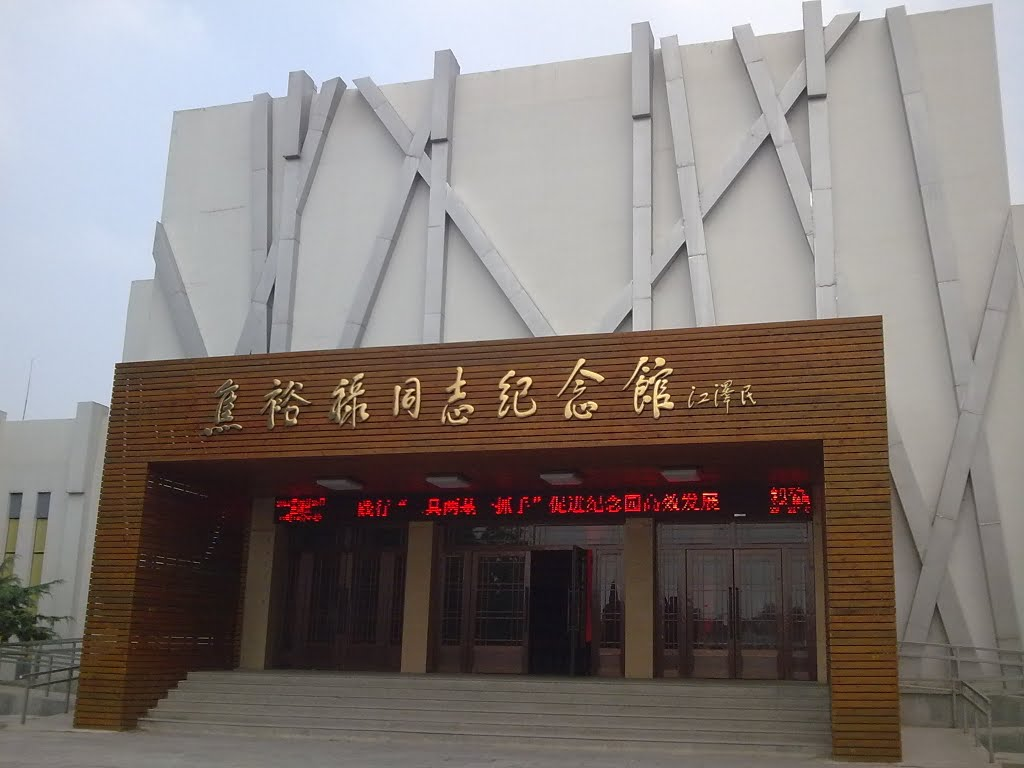 焦裕禄同志纪念馆 江泽民
践行“ 具两基 抓手”促进纪念园高效发展